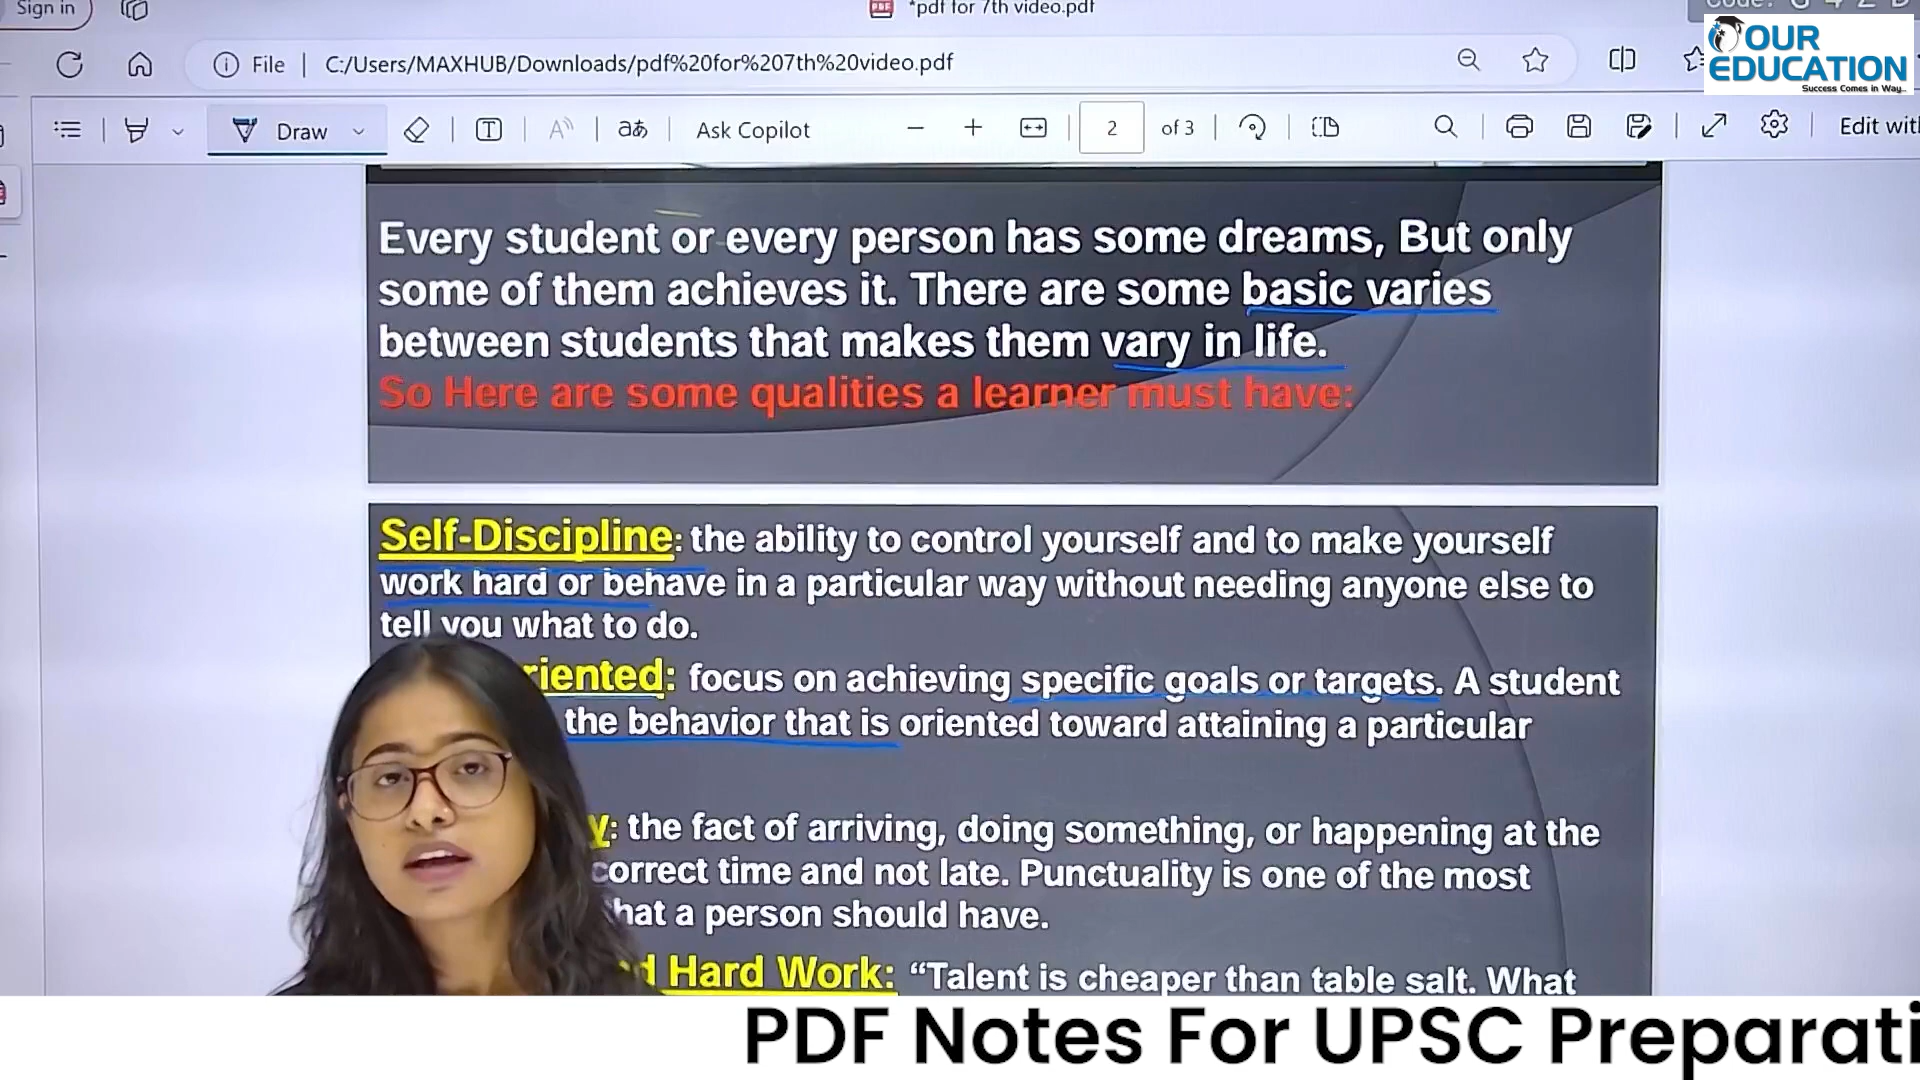 Sign in
*pdf for 7th video.pdf
OUR
EDUCATION
Success Comes in Way..
File
C:/Users/MAXHUB/Downloads/pdf%20for%207th%20video.pdf
Draw
Ask Copilot
2 of 3
Edit wit
Every student or every person has some dreams, But only
some of them achieves it. There are some basic varies
between students that makes them vary in life.
So Here are some qualities a learner must have:
Self-Discipline: the ability to control yourself and to make yourself
work hard or behave in a particular way without needing anyone else to
tell you what to do.
riented: focus on achieving specific goals or targets. A student
the behavior that is oriented toward attaining a particular
y: the fact of arriving, doing something, or happening at the
correct time and not late. Punctuality is one of the most
hat a person should have.
d Hard Work: “Talent is cheaper than table salt. What
PDF Notes For UPSC Preparati